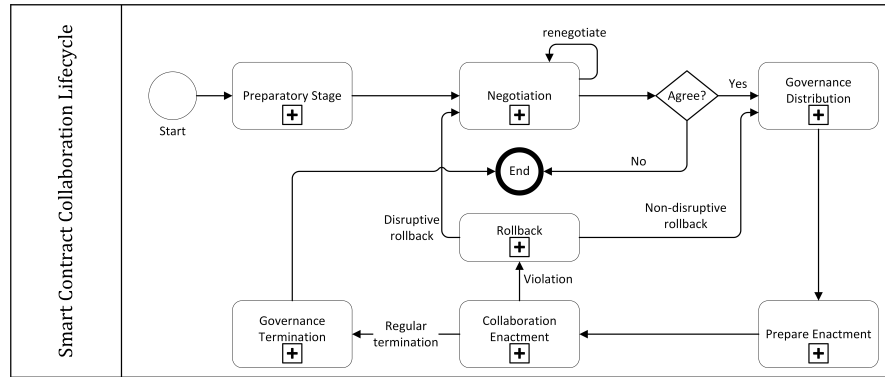 Smart Contract Collaboration Lifecycle
renegotiate
Start
Preparatory Stage
Negotiation
Agree?
Yes
Governance
Distribution
No
End
Disruptive
rollback
Rollback
Non-disruptive
rollback
Violation
Governance
Termination
Regular
termination
Collaboration
Enactment
Prepare Enactment